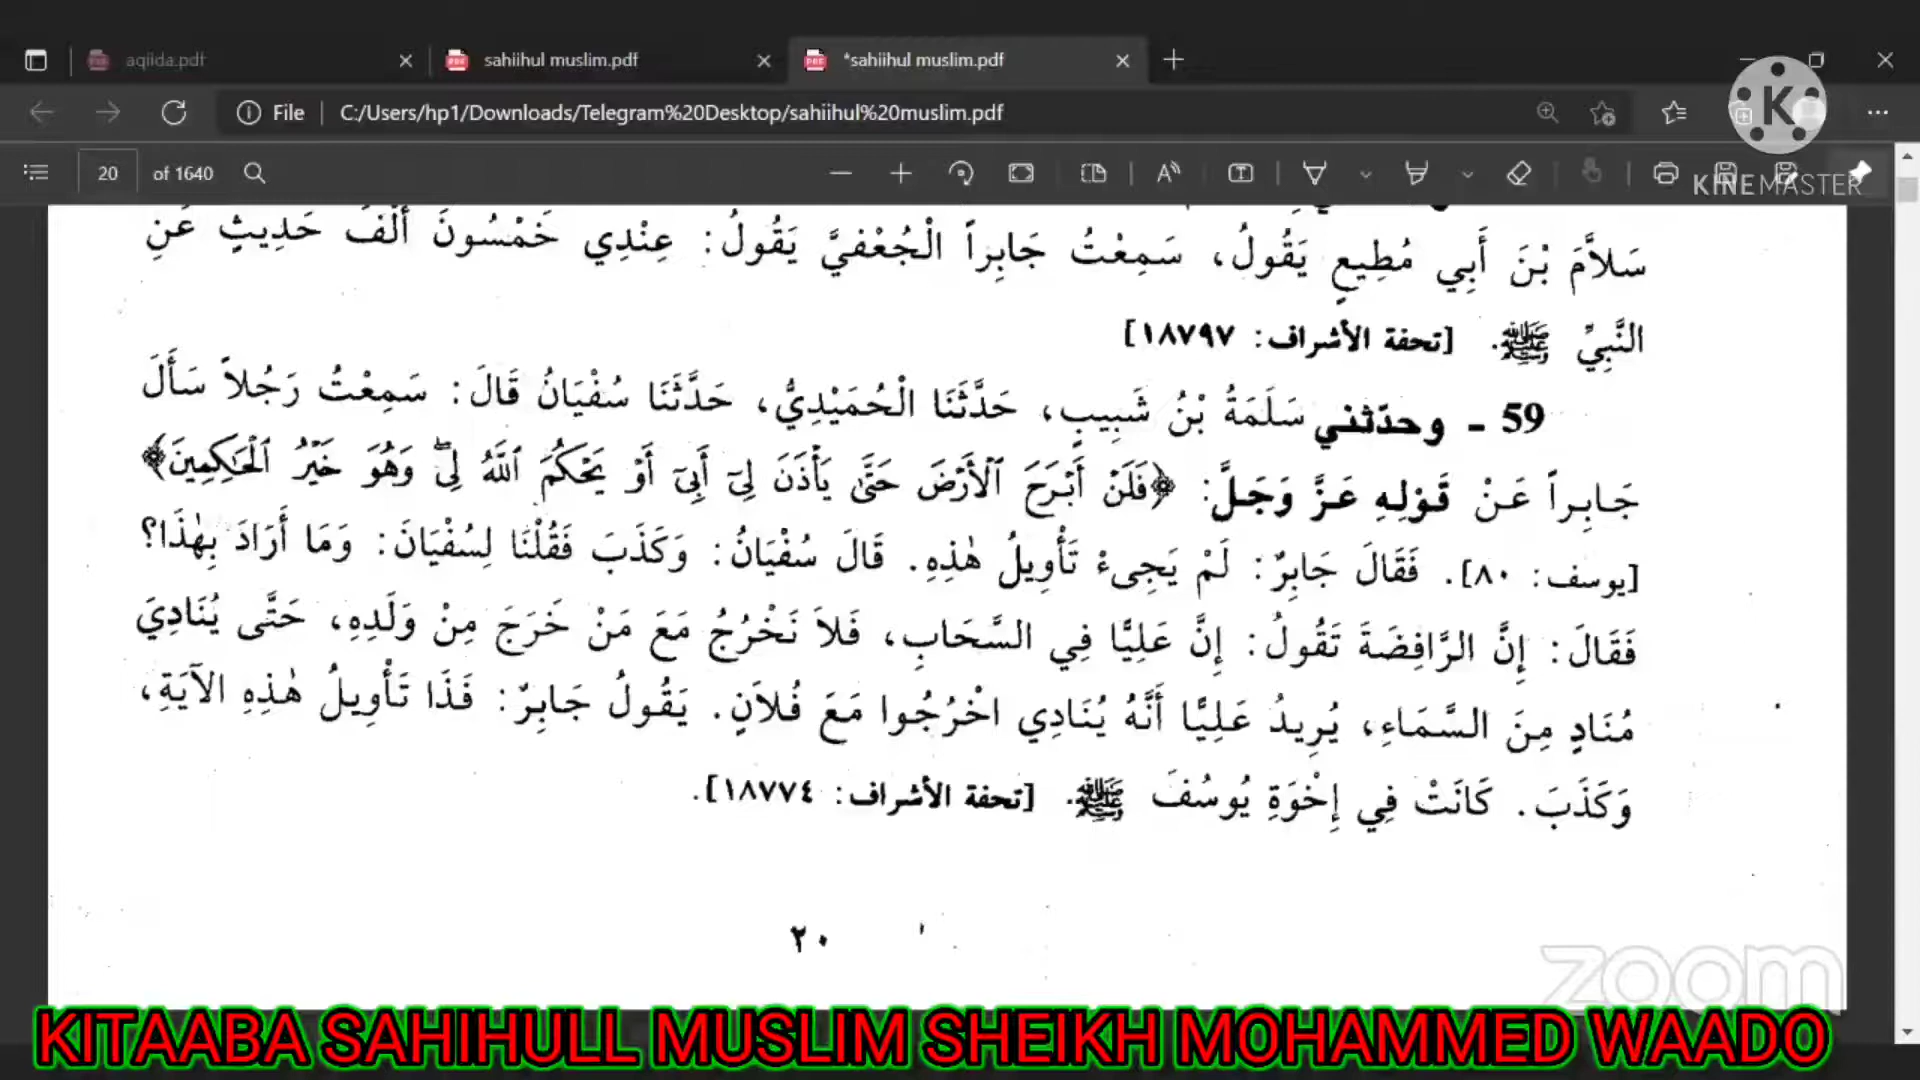 aqiida.pdf
sahiihul muslim.pdf
*sahiihul muslim.pdf
File
C:/Users/hp1/Downloads/Telegram%20Desktop/sahiihul%20muslim.pdf
K
20 of 1640
KINEMASTER
سَلاَّمَ بْنَ أَبِي مُطِيعٍ يَقُولُ، سَمِعْتُ جَابِراً الْجُعْفيَّ يَقُولُ: عِنْدِي خَمْسُونَ أَلْفَ حَدِيثٍ عَنِ
النَّبِيِّ ﷺ. [تحفة الأشراف: ١٨٧٩٧]
59 - وحدّثني سَلَمَةُ بْنُ شَبِيبٍ، حَدَّثَنَا الْحُمَيْدِيُّ، حَدَّثَنَا سُفْيَانُ قَالَ: سَمِعْتُ رَجُلاً سَأَلَ
جَابِراً عَنْ قَوْلِهِ عَزَّ وَجَلَّ: ﴿فَلَنْ أَبْرَحَ ٱلْأَرْضَ حَتَّىٰ يَأْذَنَ لِىٓ أَبِىٓ أَوْ يَحْكُمَ ٱللَّهُ لِىۖ وَهُوَ خَيْرُ ٱلْحَٰكِمِينَ﴾
[يوسف: ٨٠]. فَقَالَ جَابِرٌ: لَمْ يَجِىءْ تَأْوِيلُ هٰذِهِ. قَالَ سُفْيَانُ: وَكَذَبَ فَقُلْنَا لِسُفْيَانَ: وَمَا أَرَادَ بِهٰذَا؟
فَقَالَ: إِنَّ الرَّافِضَةَ تَقُولُ: إِنَّ عَلِيًّا فِي السَّحَابِ، فَلاَ نَخْرُجُ مَعَ مَنْ خَرَجَ مِنْ وَلَدِهِ، حَتَّى يُنَادِيَ
مُنَادٍ مِنَ السَّمَاءِ، يُرِيدُ عَلِيًّا أَنَّهُ يُنَادِي اخْرُجُوا مَعَ فُلاَنٍ. يَقُولُ جَابِرٌ: فَذَا تَأْوِيلُ هٰذِهِ الآيَةِ،
وَكَذَبَ. كَانَتْ فِي إِخْوَةِ يُوسُفَ ﷺ. [تحفة الأشراف: ١٨٧٧٤].
٢٠
zoom
KITAABA SAHIHULL MUSLIM SHEIKH MOHAMMED WAADO